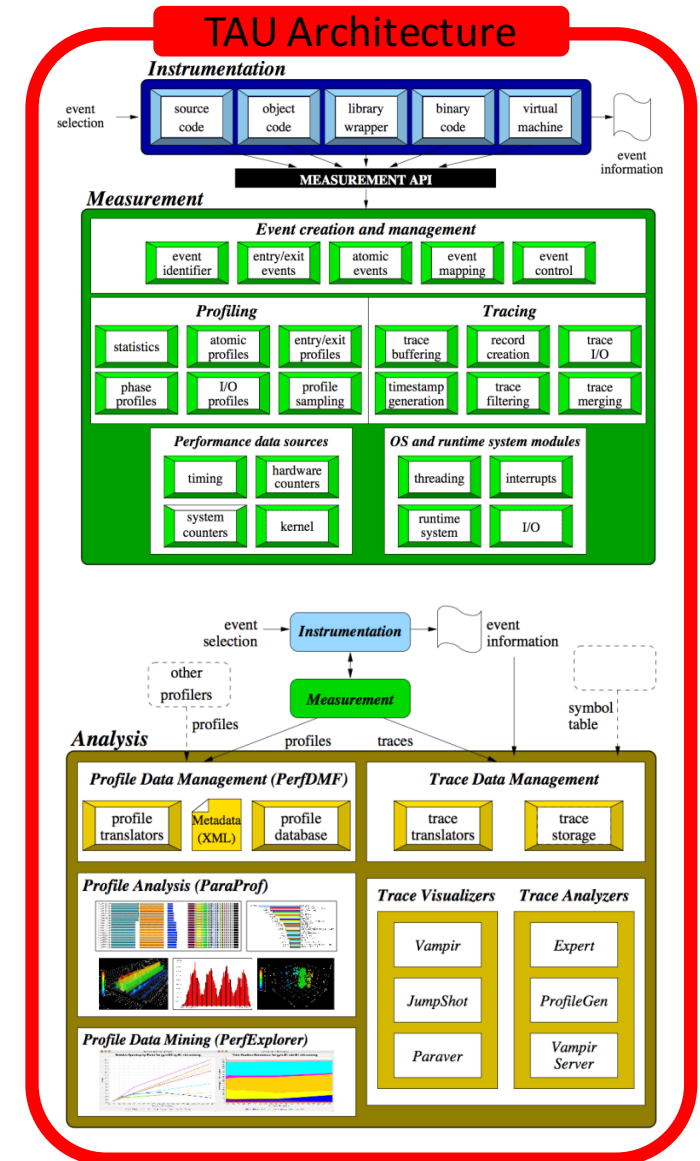 TAU Architecture
Instrumentation
event
selection
source
code
object
code
library
wrapper
binary
code
virtual
machine
event
information
MEASUREMENT API
Measurement
Event creation and management
event
identifier
entry/exit
events
atomic
events
event
mapping
event
control
Profiling
statistics
atomic
profiles
entry/exit
profiles
phase
profiles
I/O
profiles
profile
sampling
Tracing
trace
buffering
record
creation
trace
I/O
timestamp
generation
trace
filtering
trace
merging
Performance data sources
timing
hardware
counters
system
counters
kernel
OS and runtime system modules
threading
interrupts
runtime
system
I/O
event
selection
Instrumentation
event
information
other
profilers
Measurement
symbol
table
profiles
profiles
traces
Analysis
Profile Data Management (PerfDMF)
profile
translators
Metadata
(XML)
profile
database
Trace Data Management
trace
translators
trace
storage
Profile Analysis (ParaProf)
Trace Visualizers
Vampir
JumpShot
Paraver
Trace Analyzers
Expert
ProfileGen
Vampir
Server
Profile Data Mining (PerfExplorer)